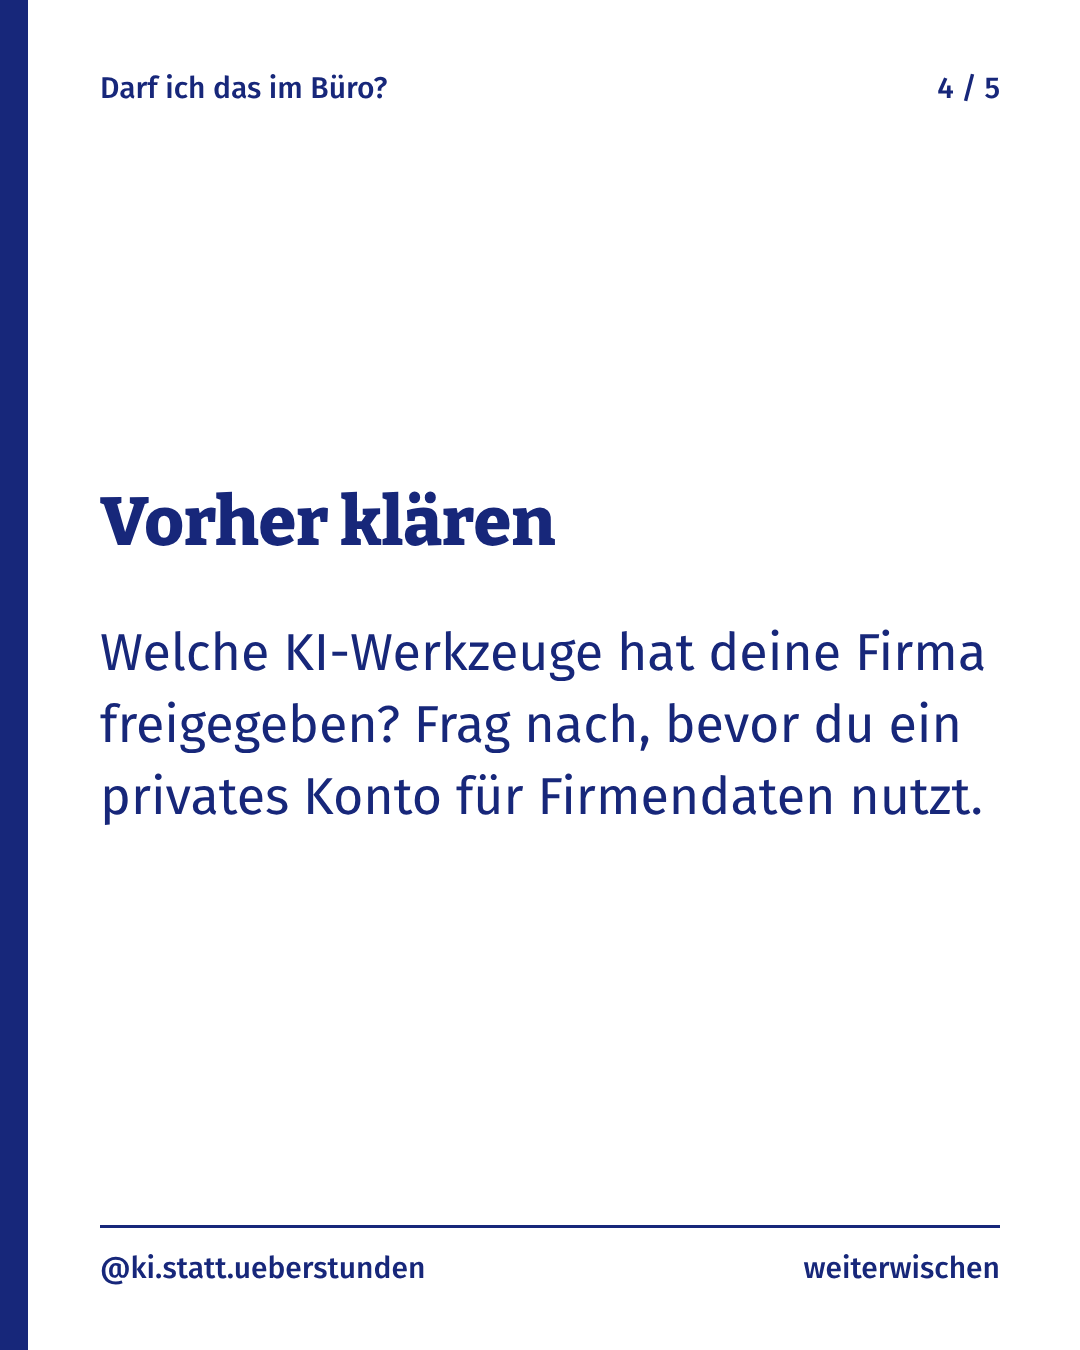 Darf ich das im Büro?
4 / 5
Vorher klären
Welche KI-Werkzeuge hat deine Firma
freigegeben? Frag nach, bevor du ein
privates Konto für Firmendaten nutzt.
@ki.statt.ueberstunden
weiterwischen